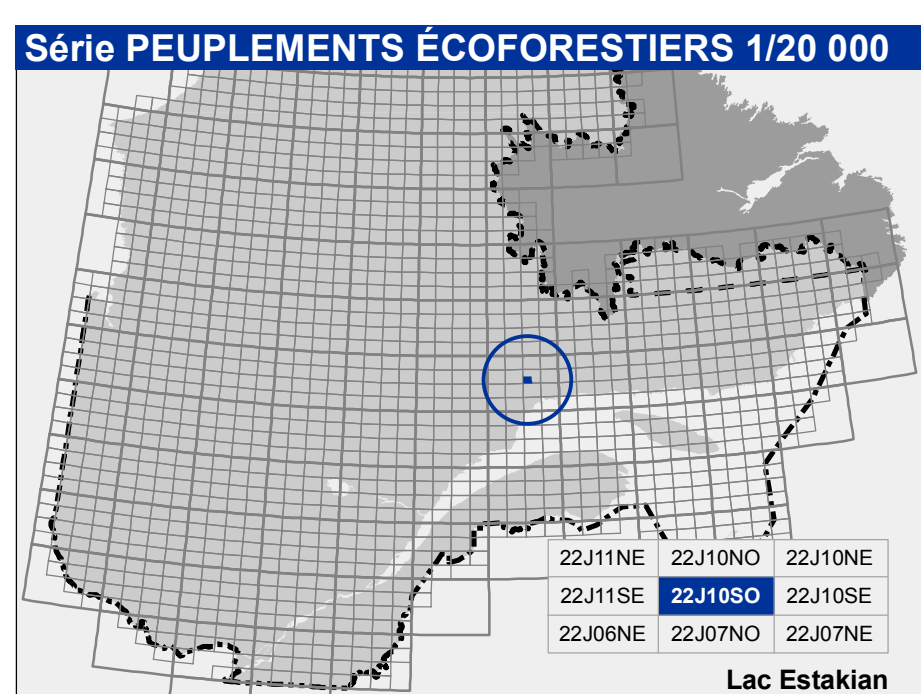 Série PEUPLEMENTS ÉCOFORESTIERS 1/20 000
22J11NE 22J10NO 22J10NE
22J11SE 22J10SO 22J10SE
22J06NE 22J07NO 22J07NE
Lac Estakian